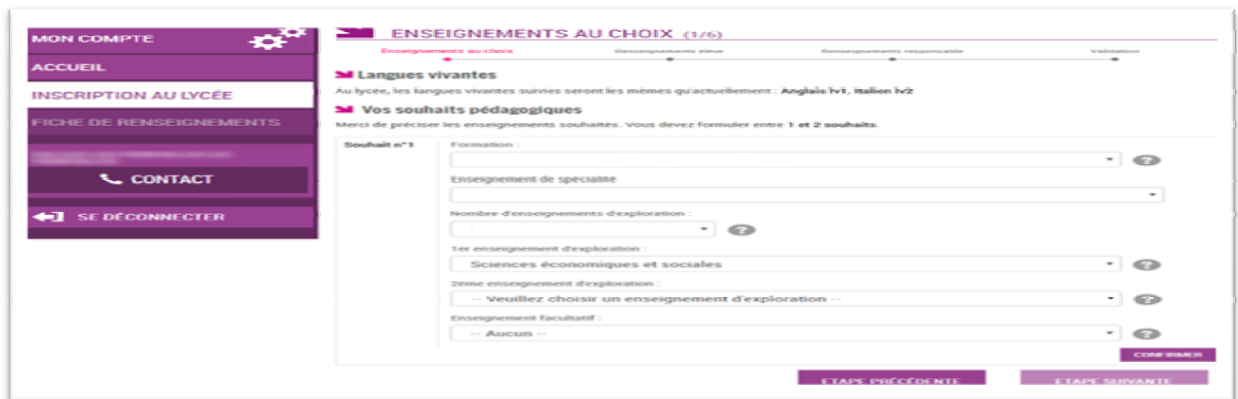 MON COMPTE
ACCUEIL
INSCRIPTION AU LYCÉE
FICHE DE RENSEIGNEMENTS
CONTACT
SE DÉCONNECTER
ENSEIGNEMENTS AU CHOIX (1/6)
Enseignements au choix Renseignements élève Renseignements responsable Validation
Langues vivantes
Au lycée, les langues vivantes suivies seront les mêmes qu'actuellement : Anglais lv1, Italien lv2
Vos souhaits pédagogiques
Merci de préciser les enseignements souhaités. Vous devez formuler entre 1 et 2 souhaits.
Souhait n°1
Formation :
Enseignement de spécialité
Nombre d'enseignements d'exploration :
1er enseignement d'exploration :
Sciences économiques et sociales
2ème enseignement d'exploration :
-- Veuillez choisir un enseignement d'exploration --
Enseignement facultatif :
-- Aucun --
CONFIRMER
ETAPE PRÉCÉDENTE
ETAPE SUIVANTE